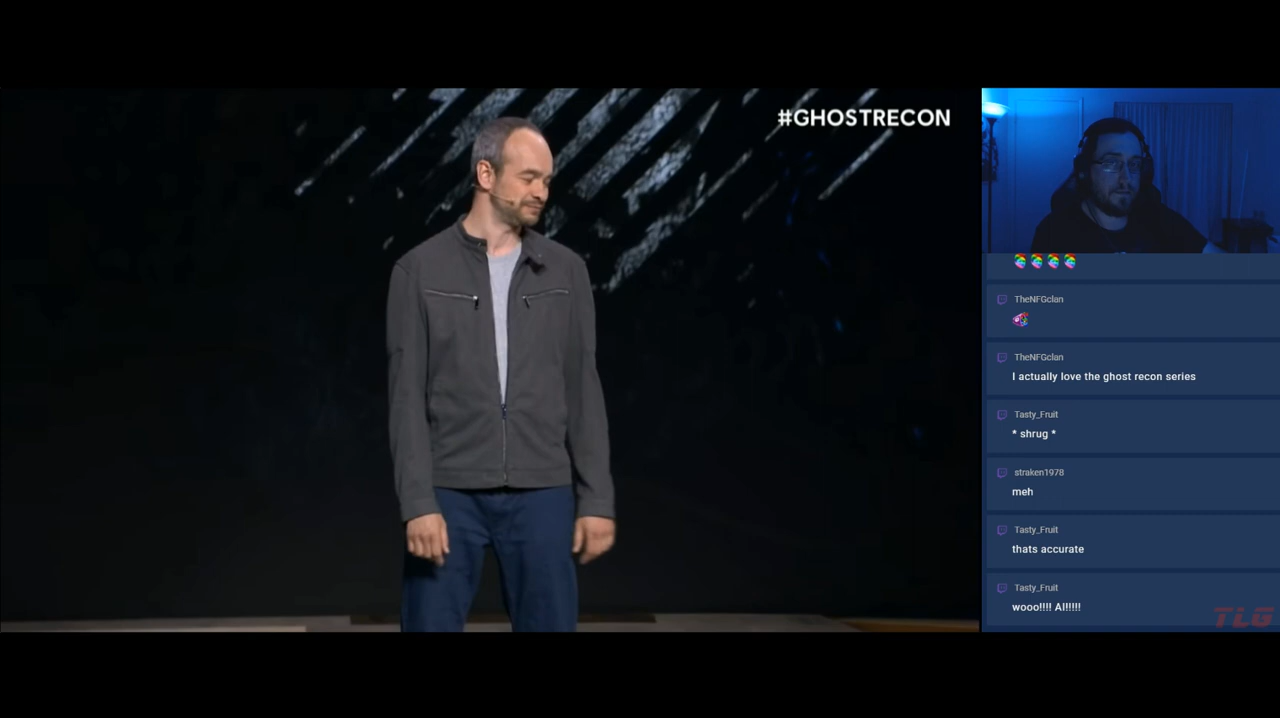 #GHOSTRECON
TheNFGclan
TheNFGclan
I actually love the ghost recon series
Tasty_Fruit
* shrug *
straken1978
meh
Tasty_Fruit
thats accurate
Tasty_Fruit
wooo!!!! AI!!!!!
TLG